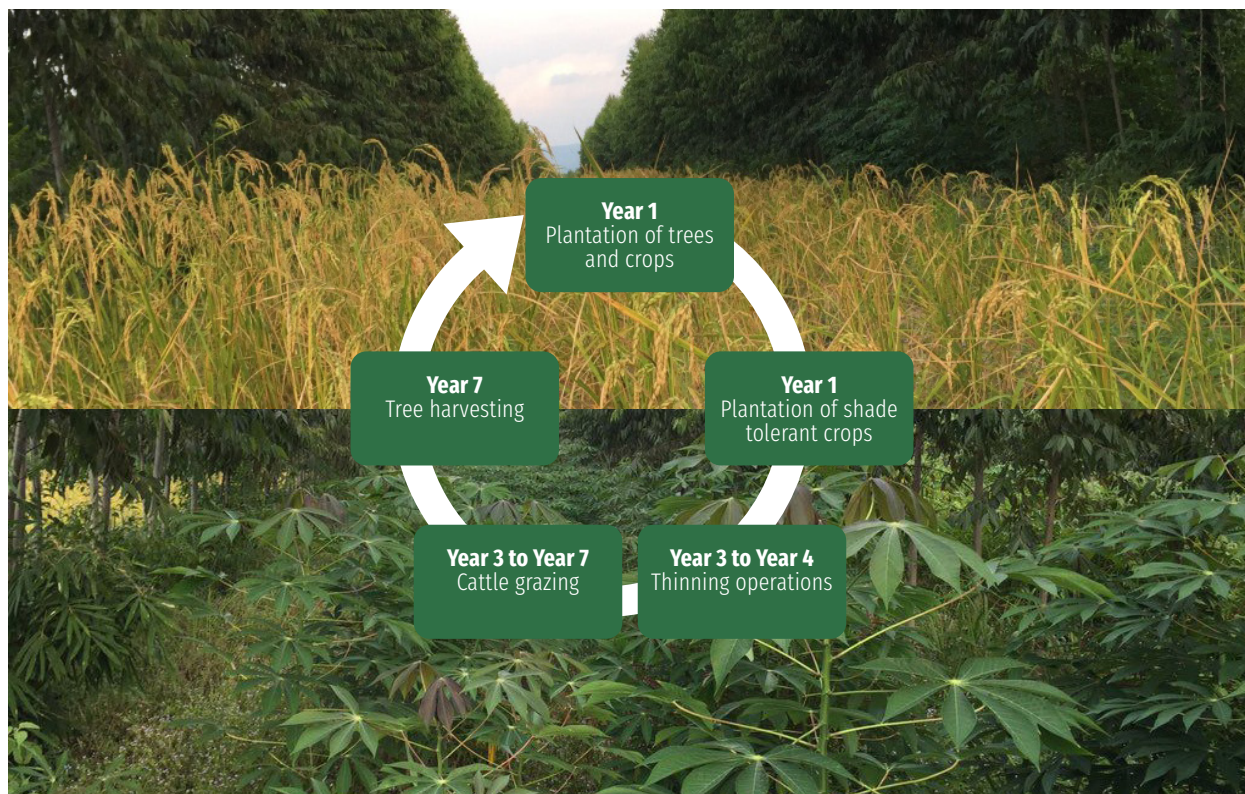 Year 1
Plantation of trees
and crops
Year 1
Plantation of shade
tolerant crops
Year 3 to Year 4
Thinning operations
Year 3 to Year 7
Cattle grazing
Year 7
Tree harvesting